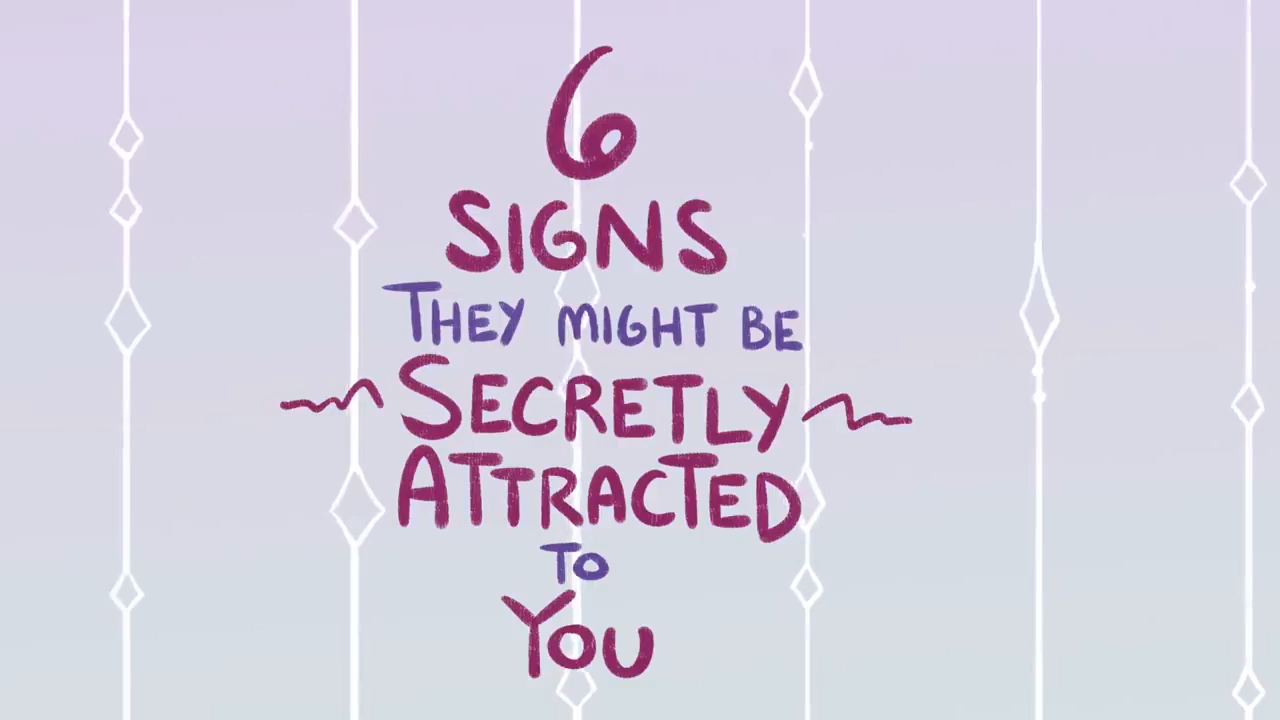 6
SIGNS
THEY MIGHT BE
SECRETLY
ATTRACTED
TO
YOU